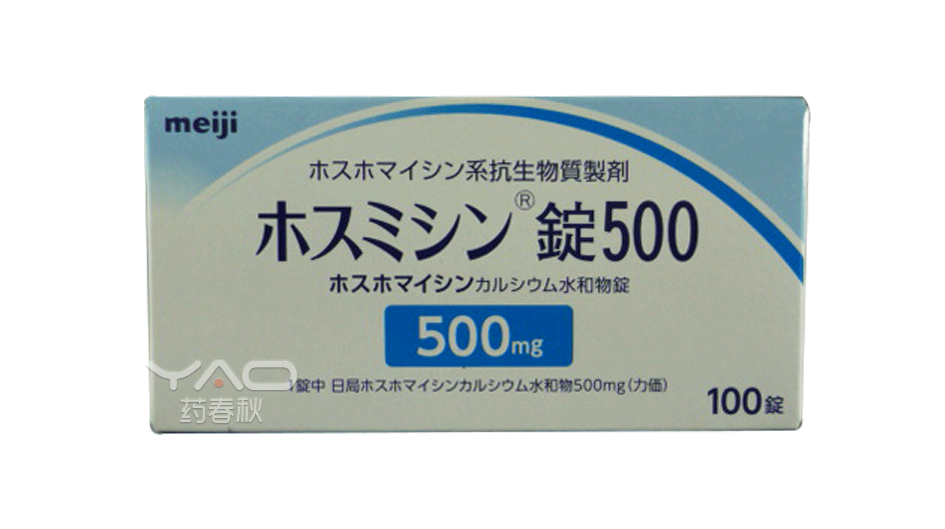 meiji
ホスホマイシン系抗生物質製剤
ホスミシン®錠500
ホスホマイシンカルシウム水和物錠
500mg
1錠中 日局ホスホマイシンカルシウム水和物500mg（力価）
100錠
YAO
药春秋